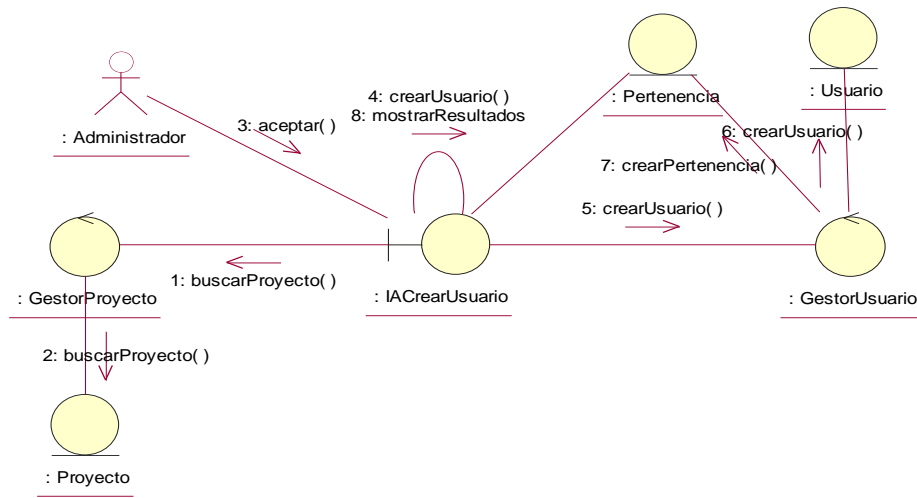 : Administrador
3: aceptar( )
4: crearUsuario( )
8: mostrarResultados
: Pertenencia
: Usuario
6: crearUsuario( )
7: crearPertenencia( )
5: crearUsuario( )
1: buscarProyecto( )
: GestorProyecto
: IACrearUsuario
: GestorUsuario
2: buscarProyecto( )
: Proyecto